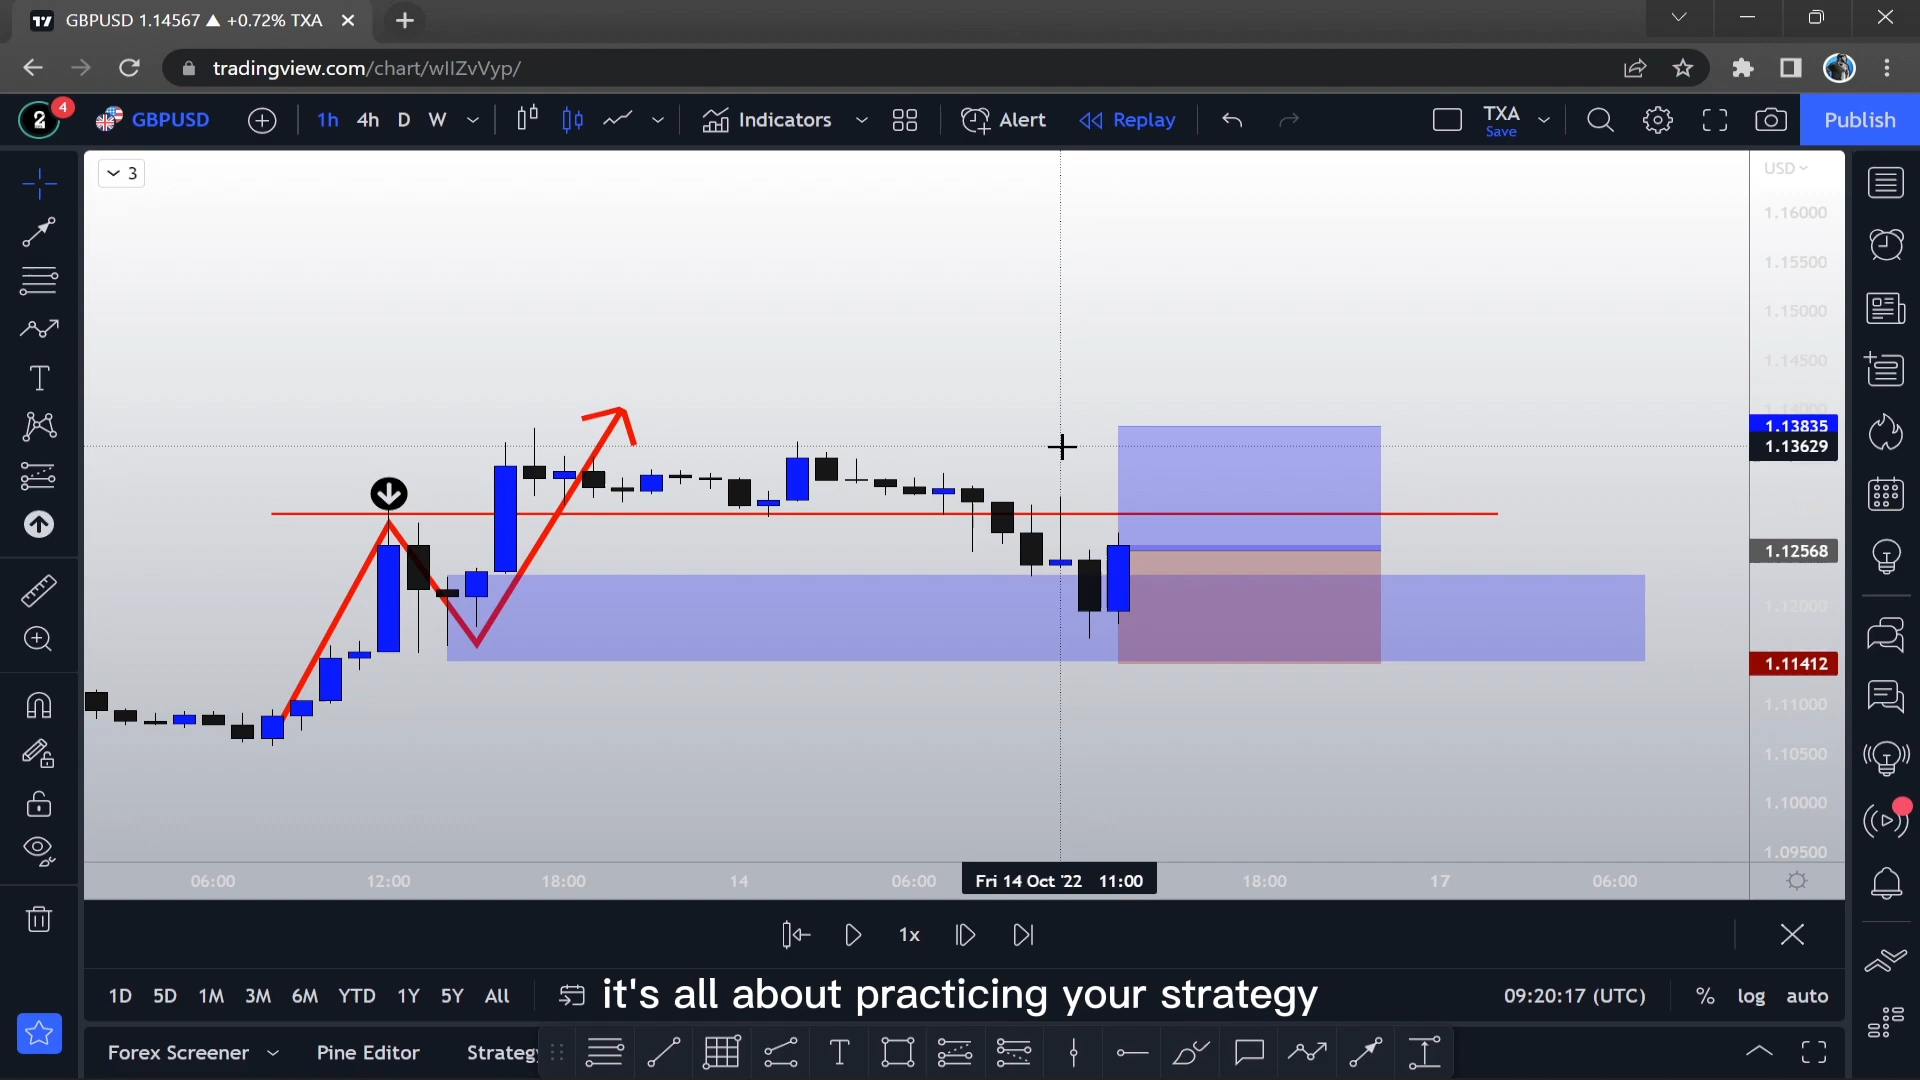 GBPUSD 1.14567 ▲ +0.72% TXA
tradingview.com/chart/wIIZvVyp/
2 4 GBPUSD 1h 4h D W Indicators Alert Replay TXA Save Publish
3
USD
1.16000
1.15500
1.15000
1.14500
1.13835
1.13629
1.12568
1.12000
1.11412
1.11000
1.10500
1.10000
1.09500
06:00 12:00 18:00 14 06:00 Fri 14 Oct '22 11:00 18:00 17 06:00
1x
1D 5D 1M 3M 6M YTD 1Y 5Y All it's all about practicing your strategy 09:20:17 (UTC) % log auto
Forex Screener Pine Editor Strateg